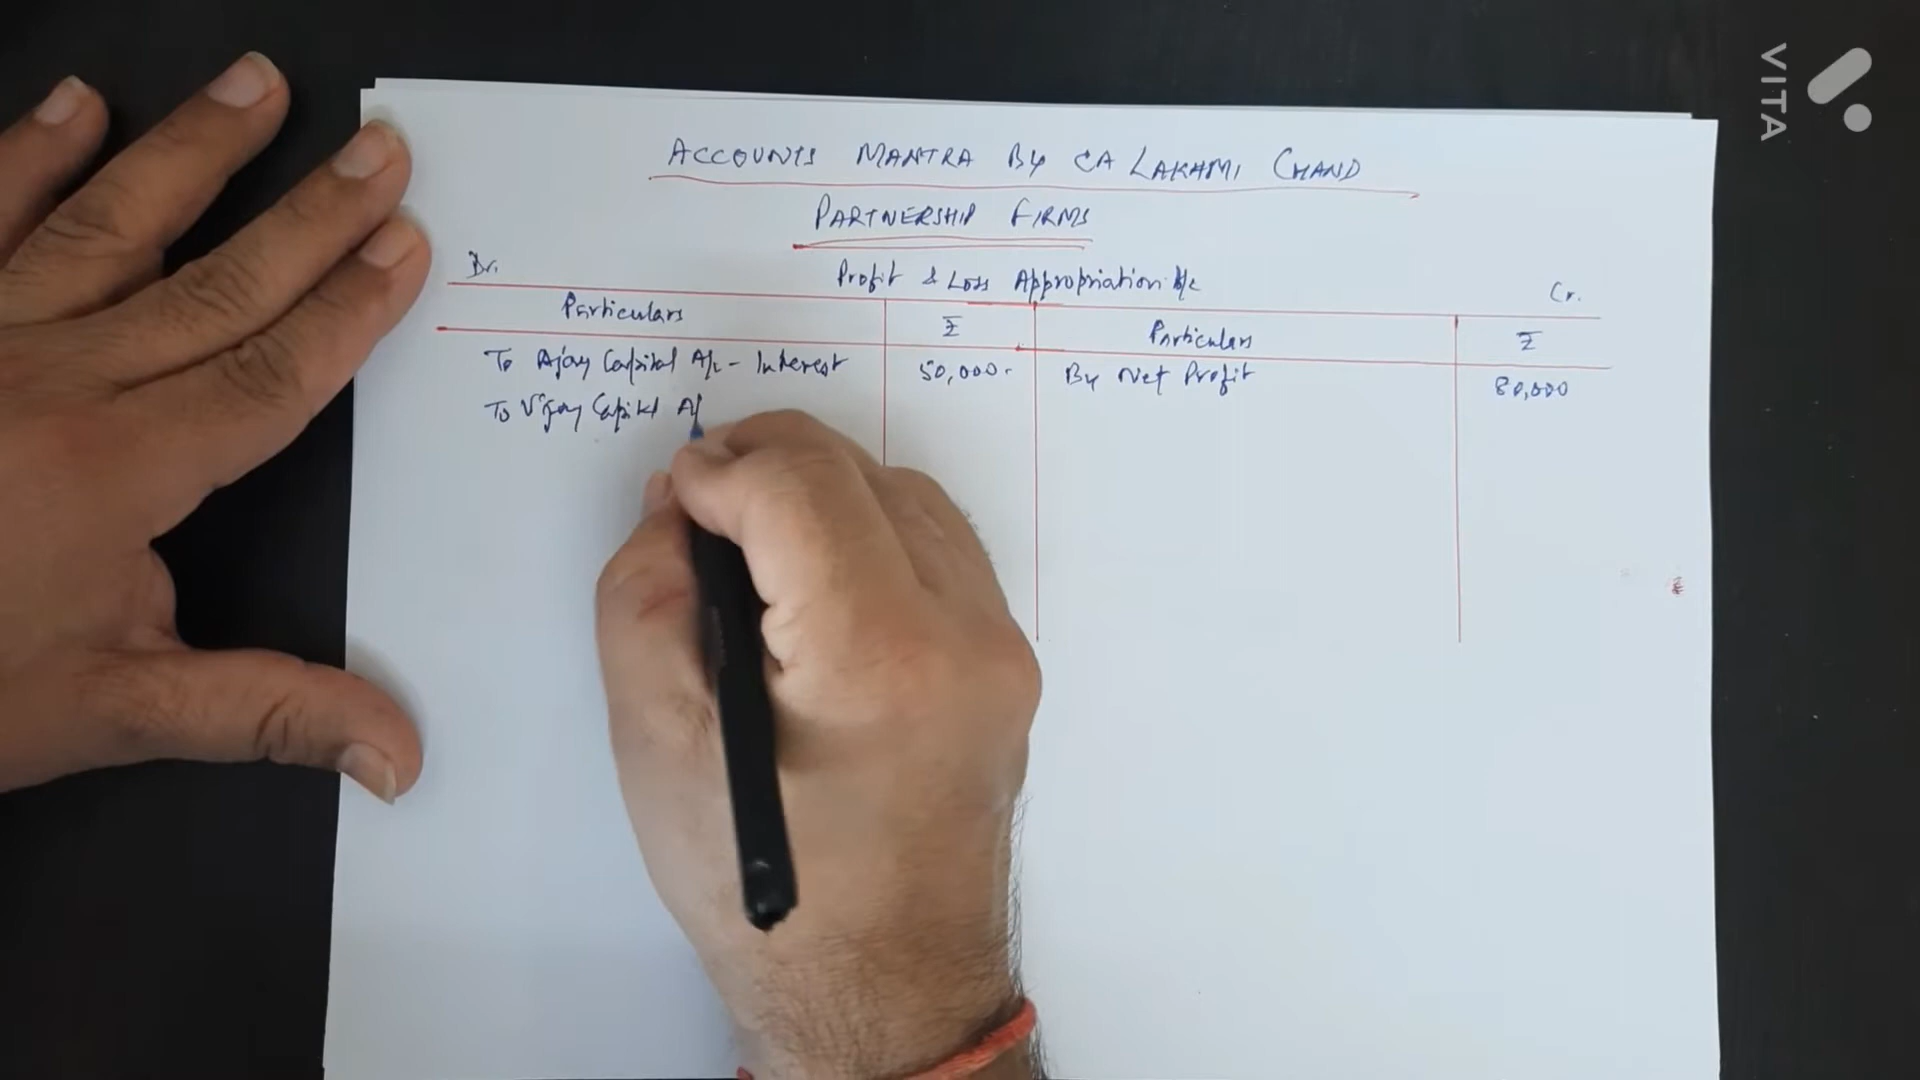 ACCOUNTS MANTRA By CA LAKAHMI CHAND
PARTNERSHIP FIRMS
Dr. Profit & Loss Appropriation A/c Cr.
Particulars ₹ Particulars ₹
To Ajay Capital A/c - Interest 50,000- By Net Profit 80,000
To Vijay Capital A/
VITA